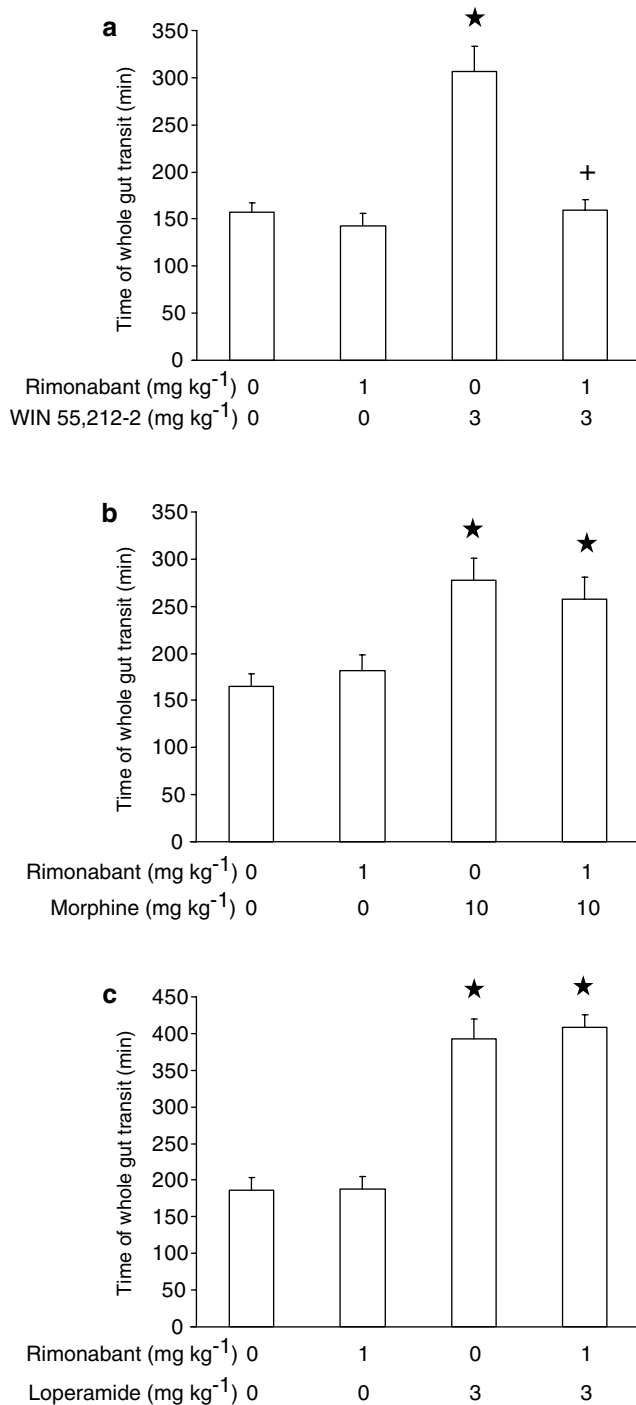 a
★
350
300
250
200
+
150
100
50
0
Time of whole gut transit (min)
Rimonabant (mg kg⁻¹) 0 1 0 1
WIN 55,212-2 (mg kg⁻¹) 0 0 3 3
b
350
★
★
300
250
200
150
100
50
0
Time of whole gut transit (min)
Rimonabant (mg kg⁻¹) 0 1 0 1
Morphine (mg kg⁻¹) 0 0 10 10
c
★
★
450
400
350
300
250
200
150
100
50
0
Time of whole gut transit (min)
Rimonabant (mg kg⁻¹) 0 1 0 1
Loperamide (mg kg⁻¹) 0 0 3 3